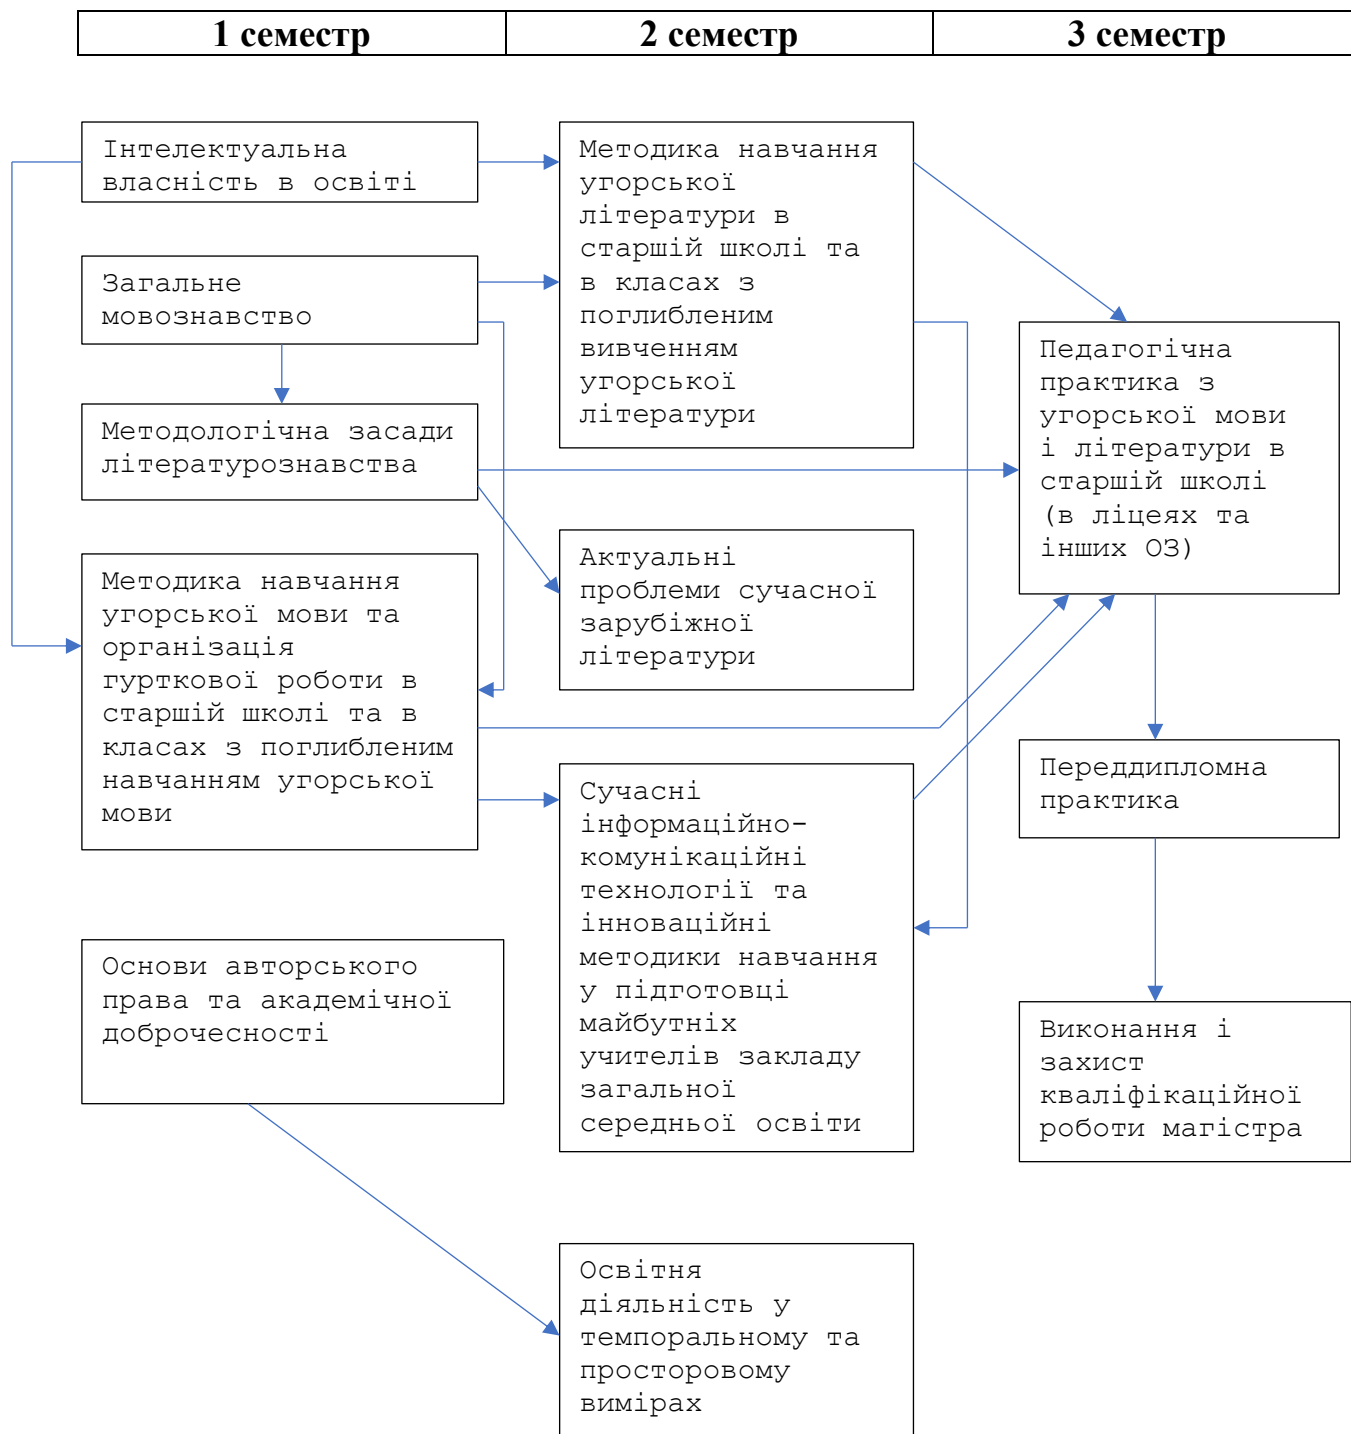 1 семестр 2 семестр 3 семестр
Інтелектуальна
власність в освіті
Загальне
мовознавство
Методологічна засади
літературознавства
Методика навчання
угорської мови та
організація
гурткової роботи в
старшій школі та в
класах з поглибленим
навчанням угорської
мови
Основи авторського
права та академічної
доброчесності
Методика навчання
угорської
літератури в
старшій школі та
в класах з
поглибленим
вивченням
угорської
літератури
Актуальні
проблеми сучасної
зарубіжної
літератури
Сучасні
інформаційно-
комунікаційні
технології та
інноваційні
методики навчання
у підготовці
майбутніх
учителів закладу
загальної
середньої освіти
Освітня
діяльність у
темпоральному та
просторовому
вимірах
Педагогічна
практика з
угорської мови
і літератури в
старшій школі
(в ліцеях та
інших ОЗ)
Переддипломна
практика
Виконання і
захист
кваліфікаційної
роботи магістра